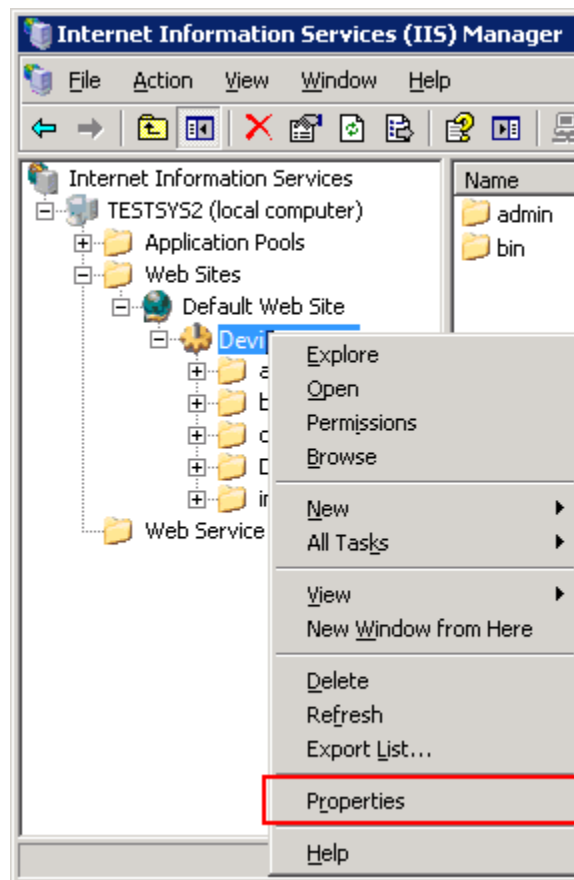 Internet Information Services (IIS) Manager
File Action View Window Help
Internet Information Services
TESTSYS2 (local computer)
Application Pools
Web Sites
Default Web Site
Web Service
Name
admin
bin
Explore
Open
Permissions
Browse
New
All Tasks
View
New Window from Here
Delete
Refresh
Export List...
Properties
Help